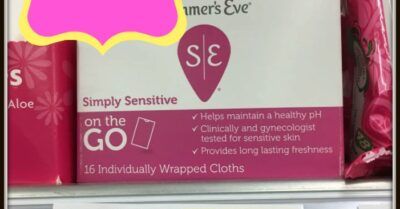 mmer's Eve®
S|E
Simply Sensitive
on the
GO
✓ Helps maintain a healthy pH
✓ Clinically and gynecologist
tested for sensitive skin
✓ Provides long lasting freshness
16 Individually Wrapped Cloths
s
Aloe